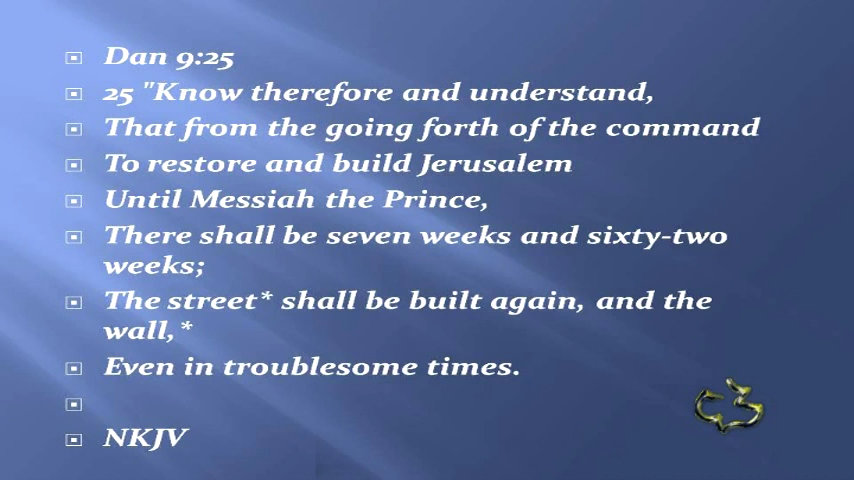 Dan 9:25
25 "Know therefore and understand,
That from the going forth of the command
To restore and build Jerusalem
Until Messiah the Prince,
There shall be seven weeks and sixty-two
weeks;
The street* shall be built again, and the
wall,*
Even in troublesome times.
NKJV
C3